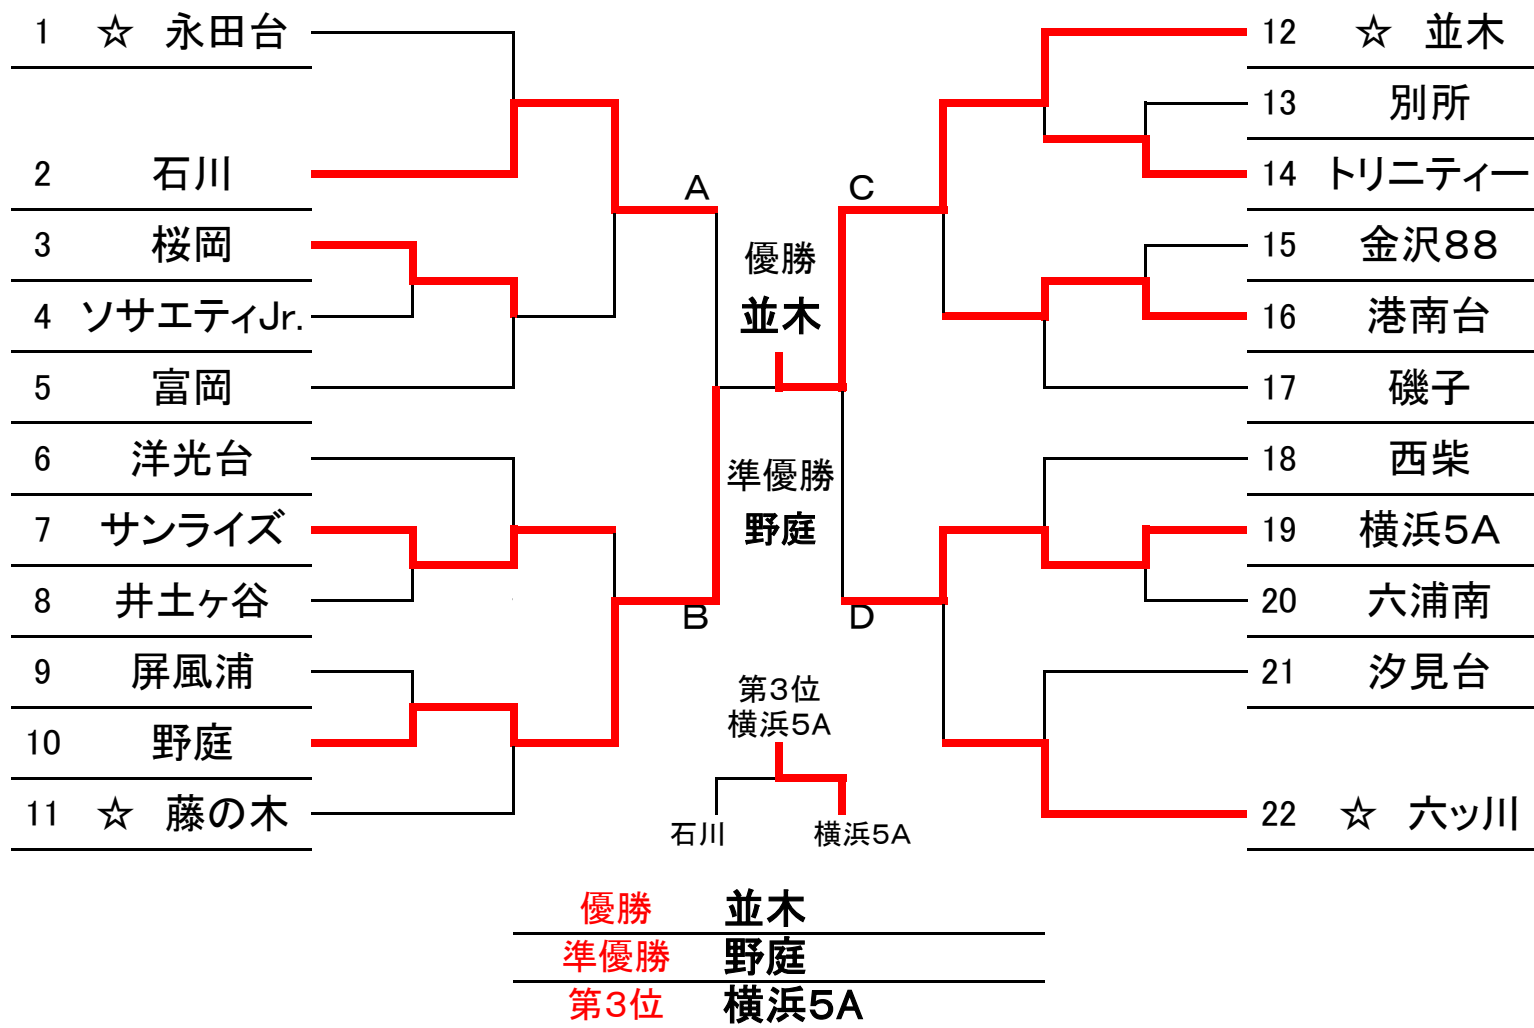 1 ☆ 永田台
2 石川
3 桜岡
4 ソサエティJr.
5 富岡
6 洋光台
7 サンライズ
8 井土ヶ谷
9 屏風浦
10 野庭
11 ☆ 藤の木
A
B
優勝
並木
準優勝
野庭
第3位
横浜5A
石川 横浜5A
C
D
12 ☆ 並木
13 別所
14 トリニティー
15 金沢88
16 港南台
17 磯子
18 西柴
19 横浜5A
20 六浦南
21 汐見台
22 ☆ 六ッ川
優勝 並木
準優勝 野庭
第3位 横浜5A